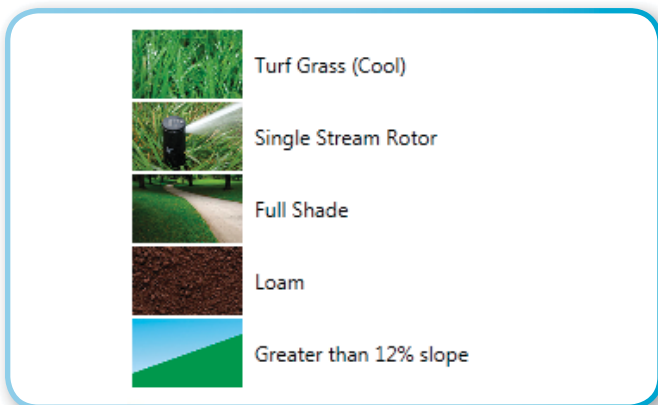 Turf Grass (Cool)
Single Stream Rotor
Full Shade
Loam
Greater than 12% slope